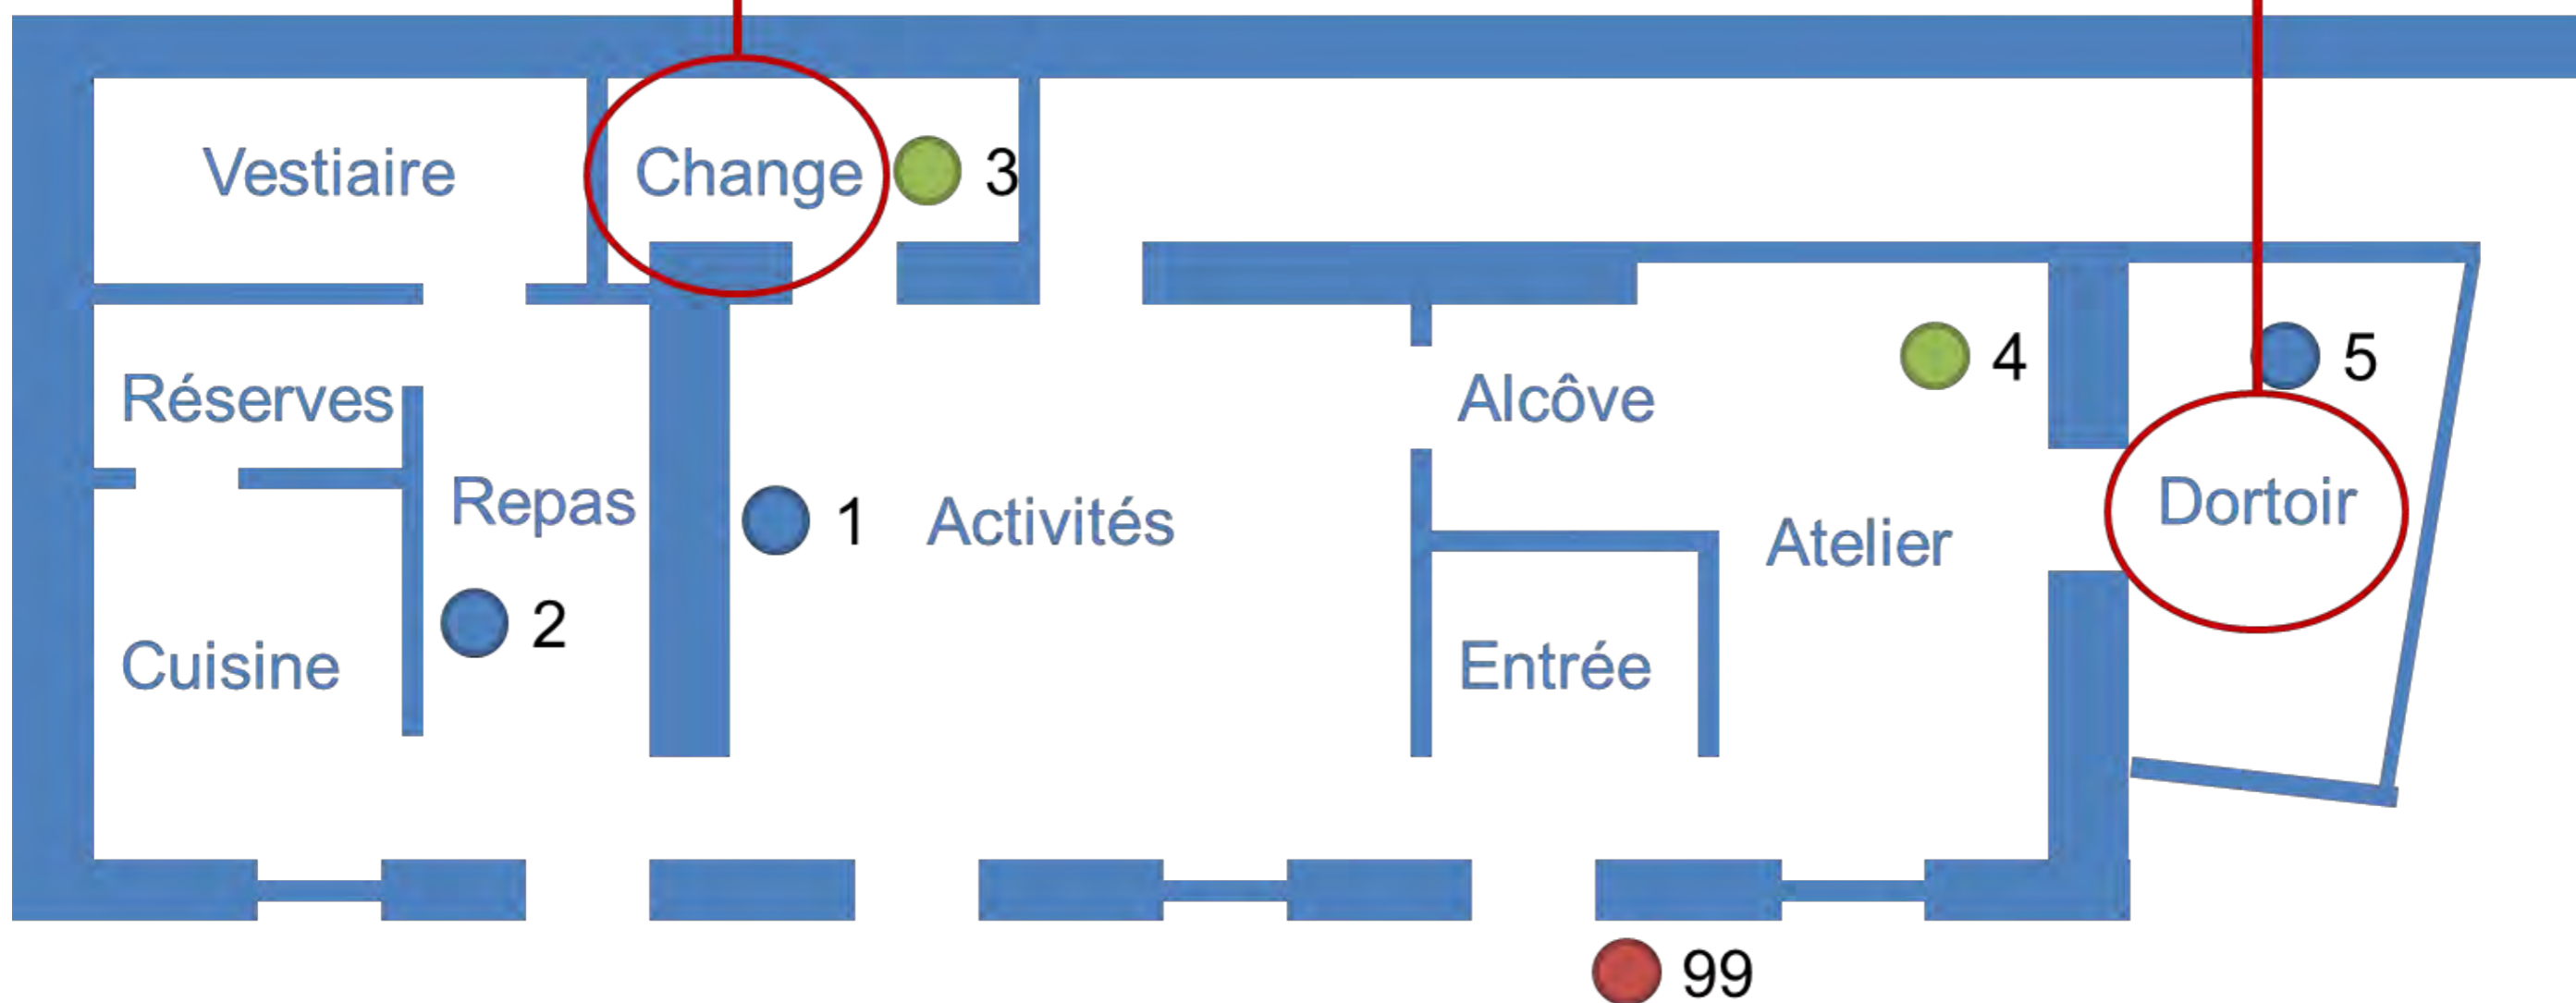 Vestiaire
Change
3
Réserves
Repas
1
Activités
Alcôve
4
5
Dortoir
Atelier
2
Cuisine
Entrée
99